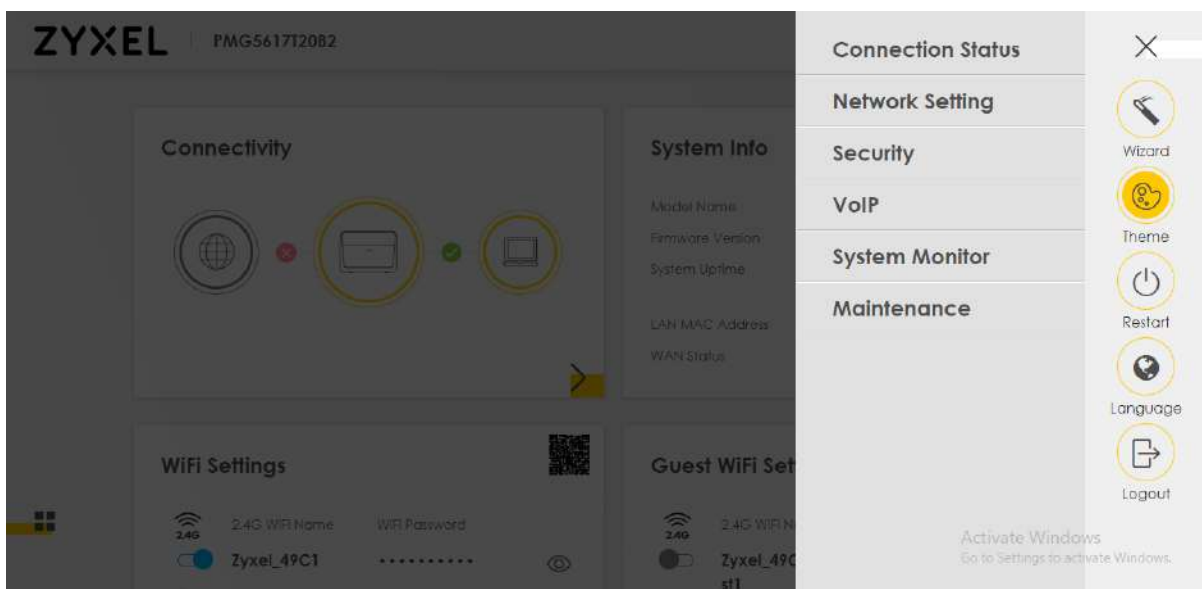 ZYXEL PMG5617T20B2
Connectivity
System Info
Model Name
Firmware Version
System Uptime
LAN MAC Address
WAN Status
WiFi Settings
2.4G
2.4G WiFi Name WiFi Password
Zyxel_49C1 ••••••••••
Guest WiFi Set
2.4G
2.4G WiFi N
Zyxel_49C
st1
Connection Status
Network Setting
Security
VoIP
System Monitor
Maintenance
Wizard
Theme
Restart
Language
Logout
Activate Windows
Go to Settings to activate Windows.